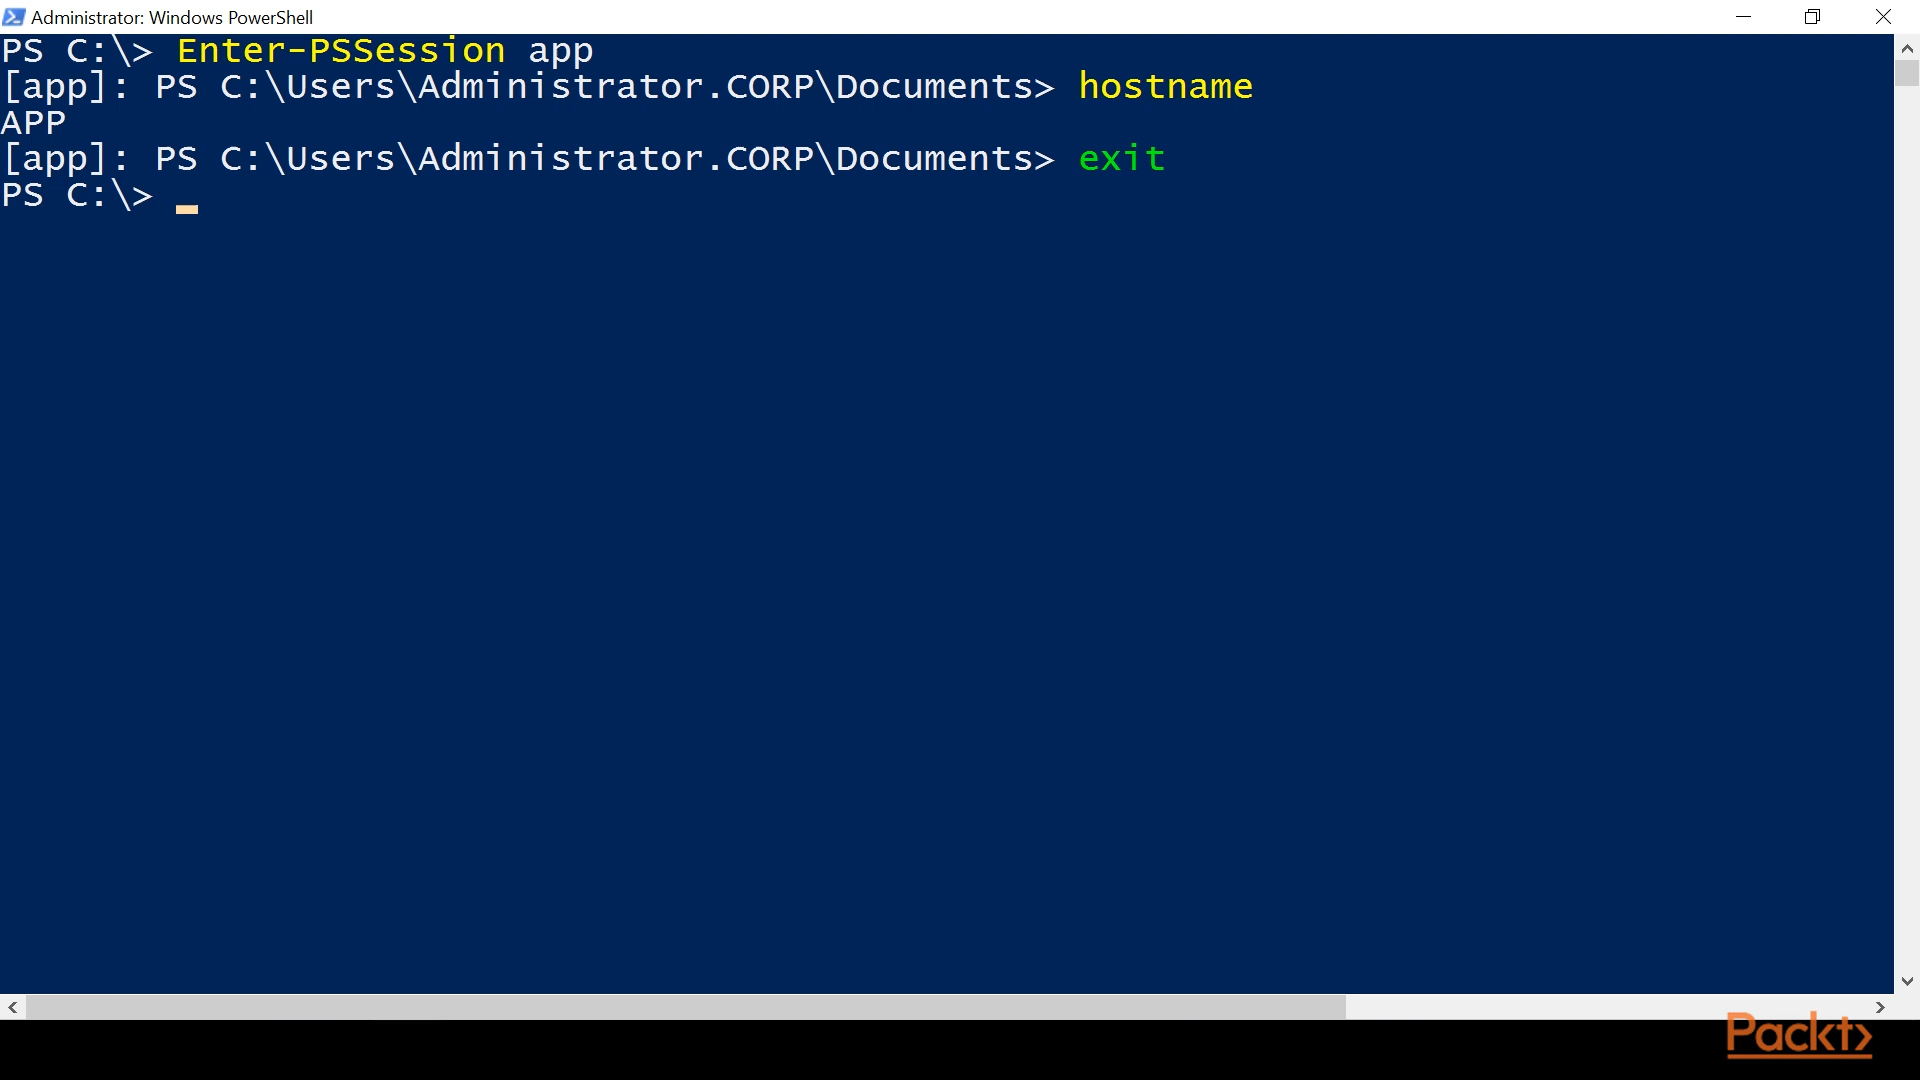 Administrator: Windows PowerShell
PS C:\> Enter-PSSession app
[app]: PS C:\Users\Administrator.CORP\Documents> hostname
APP
[app]: PS C:\Users\Administrator.CORP\Documents> exit
PS C:\>
Packt>